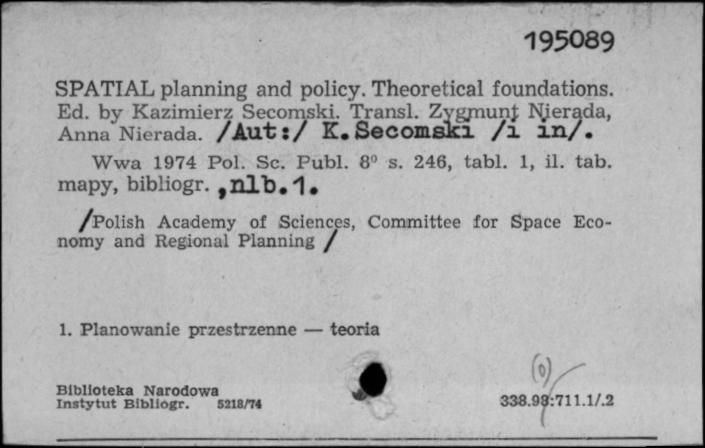 195089
SPATIAL planning and policy. Theoretical foundations.
Ed. by Kazimierz Secomski. Transl. Zygmunt Nierada,
Anna Nierada. /Aut:/ K.Secomski /i in/.
Wwa 1974 Pol. Sc. Publ. 8⁰ s. 246, tabl. 1, il. tab.
mapy, bibliogr. ,nlb.1.
/Polish Academy of Sciences, Committee for Space Eco-
nomy and Regional Planning /
1. Planowanie przestrzenne — teoria
(0)
Biblioteka Narodowa
Instytut Bibliogr. 5218/74 338.98:711.1/.2